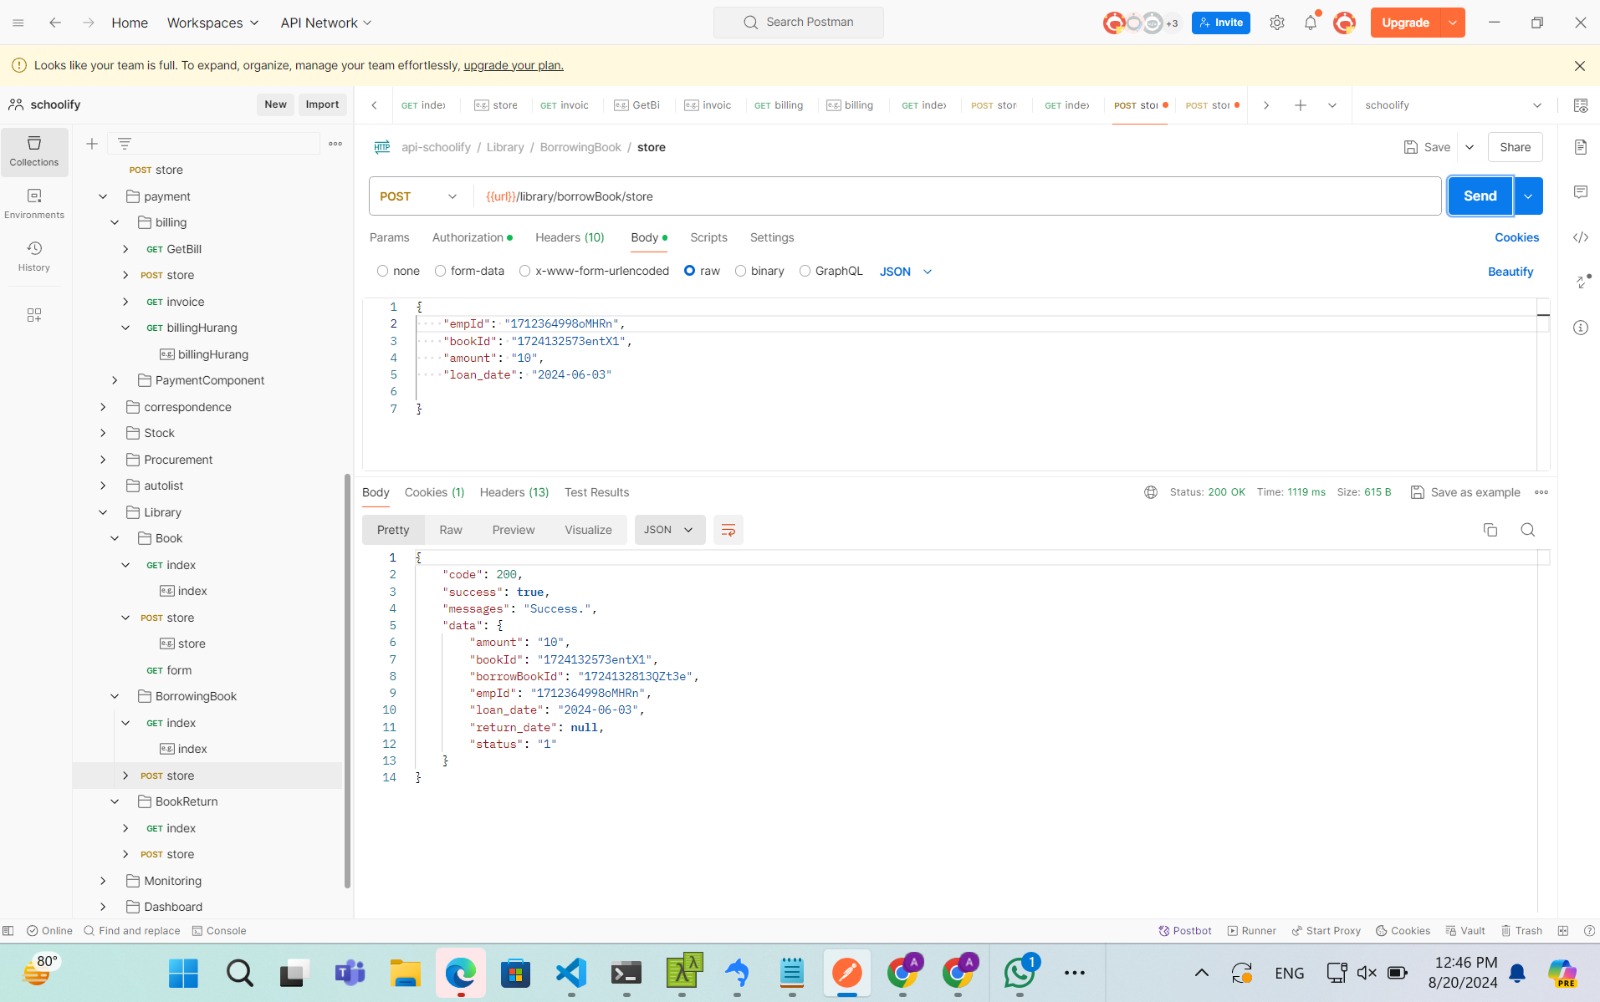 Home
Workspaces
API Network
Search Postman
+3
Invite
Upgrade
Looks like your team is full. To expand, organize, manage your team effortlessly, upgrade your plan.
schoolify
New
Import
GET index
store
GET invoic
GetBi
invoic
GET billing
billing
GET index
POST stor
GET index
POST stor
POST stor
schoolify
Collections
Environments
History
POST store
payment
billing
GET GetBill
POST store
GET invoice
GET billingHurang
e.g. billingHurang
PaymentComponent
correspondence
Stock
Procurement
autolist
Library
Book
GET index
e.g. index
POST store
e.g. store
GET form
BorrowingBook
GET index
e.g. index
POST store
BookReturn
GET index
POST store
Monitoring
Dashboard
HTTP api-schoolify / Library / BorrowingBook / store
Save
Share
POST
{{url}}/library/borrowBook/store
Send
Params
Authorization
Headers (10)
Body
Scripts
Settings
Cookies
none
form-data
x-www-form-urlencoded
raw
binary
GraphQL
JSON
Beautify
1 {
2 "empId": "1712364998oMHRn",
3 "bookId": "1724132573entX1",
4 "amount": "10",
5 "loan_date": "2024-06-03"
6
7 }
Body
Cookies (1)
Headers (13)
Test Results
Status: 200 OK Time: 1119 ms Size: 615 B
Save as example
Pretty
Raw
Preview
Visualize
JSON
1 {
2 "code": 200,
3 "success": true,
4 "messages": "Success.",
5 "data": {
6 "amount": "10",
7 "bookId": "1724132573entX1",
8 "borrowBookId": "1724132813QZt3e",
9 "empId": "1712364998oMHRn",
10 "loan_date": "2024-06-03",
11 "return_date": null,
12 "status": "1"
13 }
14 }
Online
Find and replace
Console
Postbot
Runner
Start Proxy
Cookies
Vault
Trash
80°
A
A
1
ENG
12:46 PM
8/20/2024
PRE